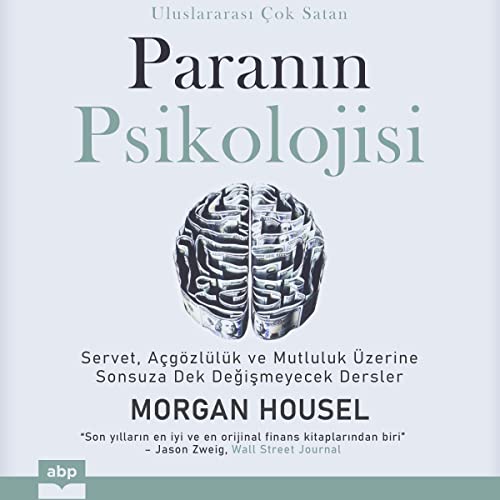 Uluslararası Çok Satan
Paranın
Psikolojisi
Servet, Açgözlülük ve Mutluluk Üzerine
Sonsuza Dek Değişmeyecek Dersler
MORGAN HOUSEL
"Son yılların en iyi ve en orijinal finans kitaplarından biri"
– Jason Zweig, Wall Street Journal
abp